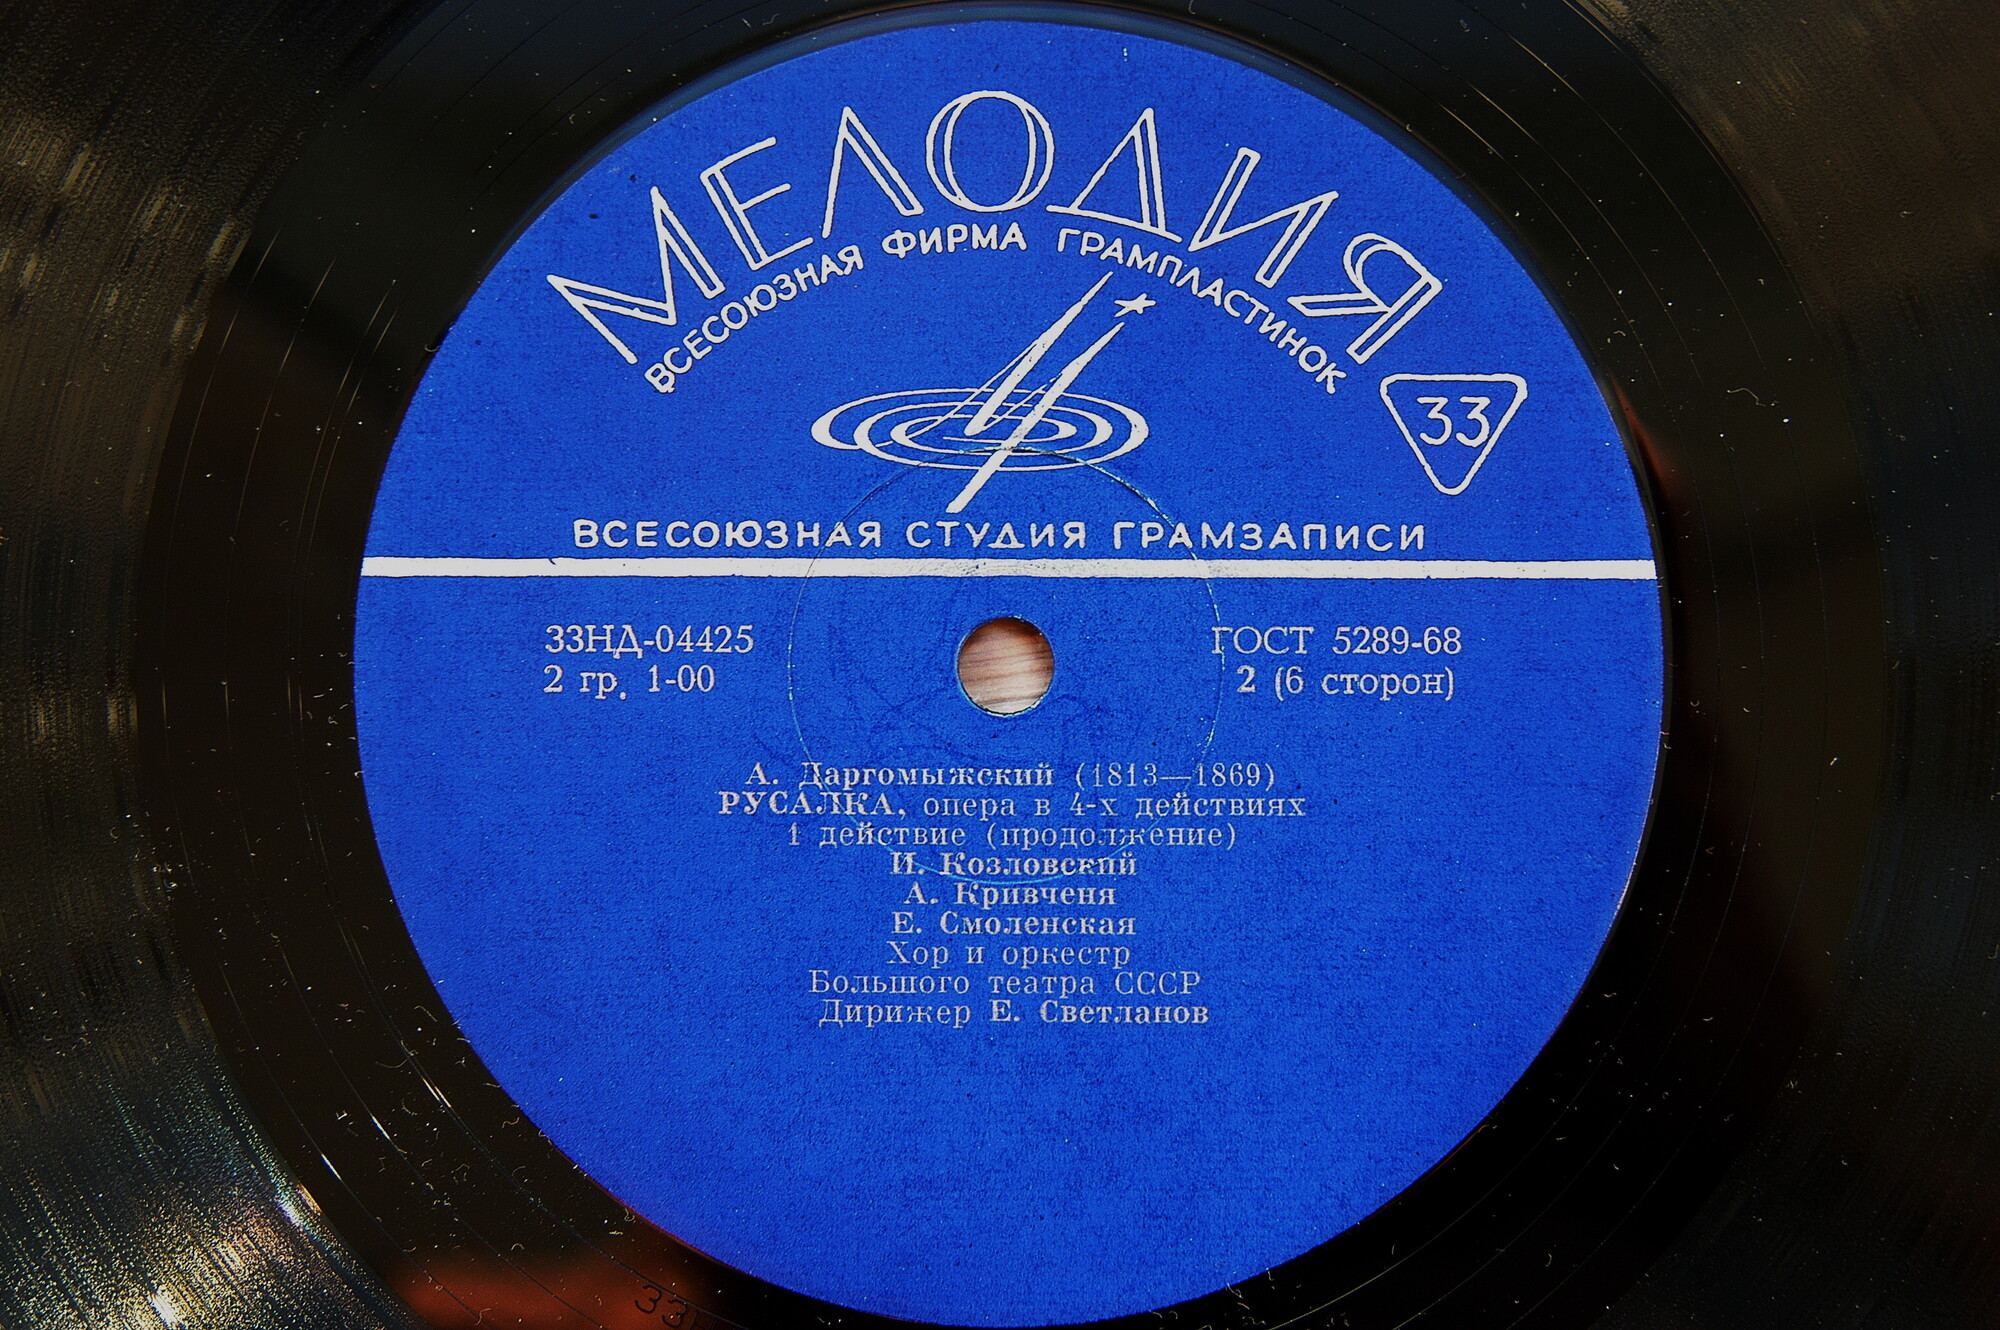 МЕЛОДИЯ
ВСЕСОЮЗНАЯ ФИРМА ГРАМПЛАСТИНОК
33
ВСЕСОЮЗНАЯ СТУДИЯ ГРАМЗАПИСИ
33НД-04425
ГОСТ 5289-68
2 гр. 1-00
2 (6 сторон)
А. Даргомыжский (1813—1869)
РУСАЛКА, опера в 4-х действиях
1 действие (продолжение)
И. Козловский
А. Кривченя
Е. Смоленская
Хор и оркестр
Большого театра СССР
Дирижер Е. Светланов